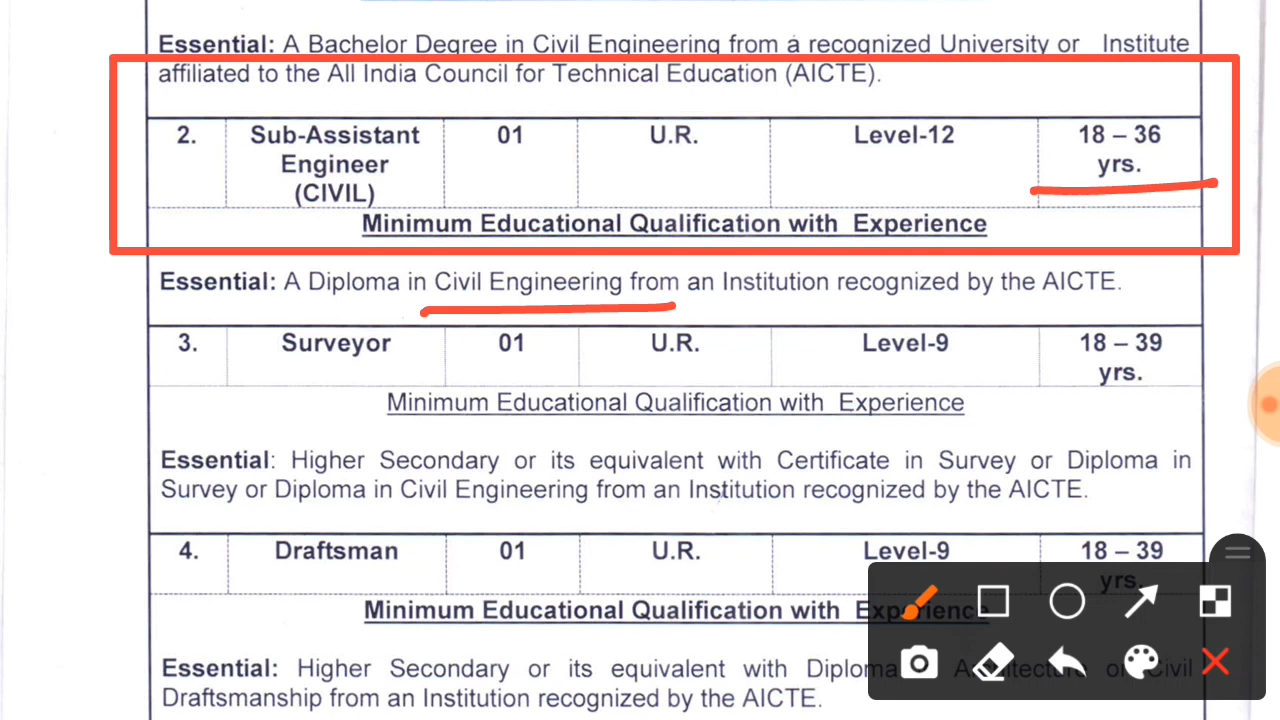 Essential: A Bachelor Degree in Civil Engineering from a recognized University or Institute
affiliated to the All India Council for Technical Education (AICTE).
2. Sub-Assistant Engineer (CIVIL) 01 U.R. Level-12 18 – 36 yrs.
Minimum Educational Qualification with Experience
Essential: A Diploma in Civil Engineering from an Institution recognized by the AICTE.
3. Surveyor 01 U.R. Level-9 18 – 39 yrs.
Minimum Educational Qualification with Experience
Essential: Higher Secondary or its equivalent with Certificate in Survey or Diploma in
Survey or Diploma in Civil Engineering from an Institution recognized by the AICTE.
4. Draftsman 01 U.R. Level-9 18 – 39 yrs.
Minimum Educational Qualification with Experience
Essential: Higher Secondary or its equivalent with Diploma Architecture or Civil
Draftsmanship from an Institution recognized by the AICTE.